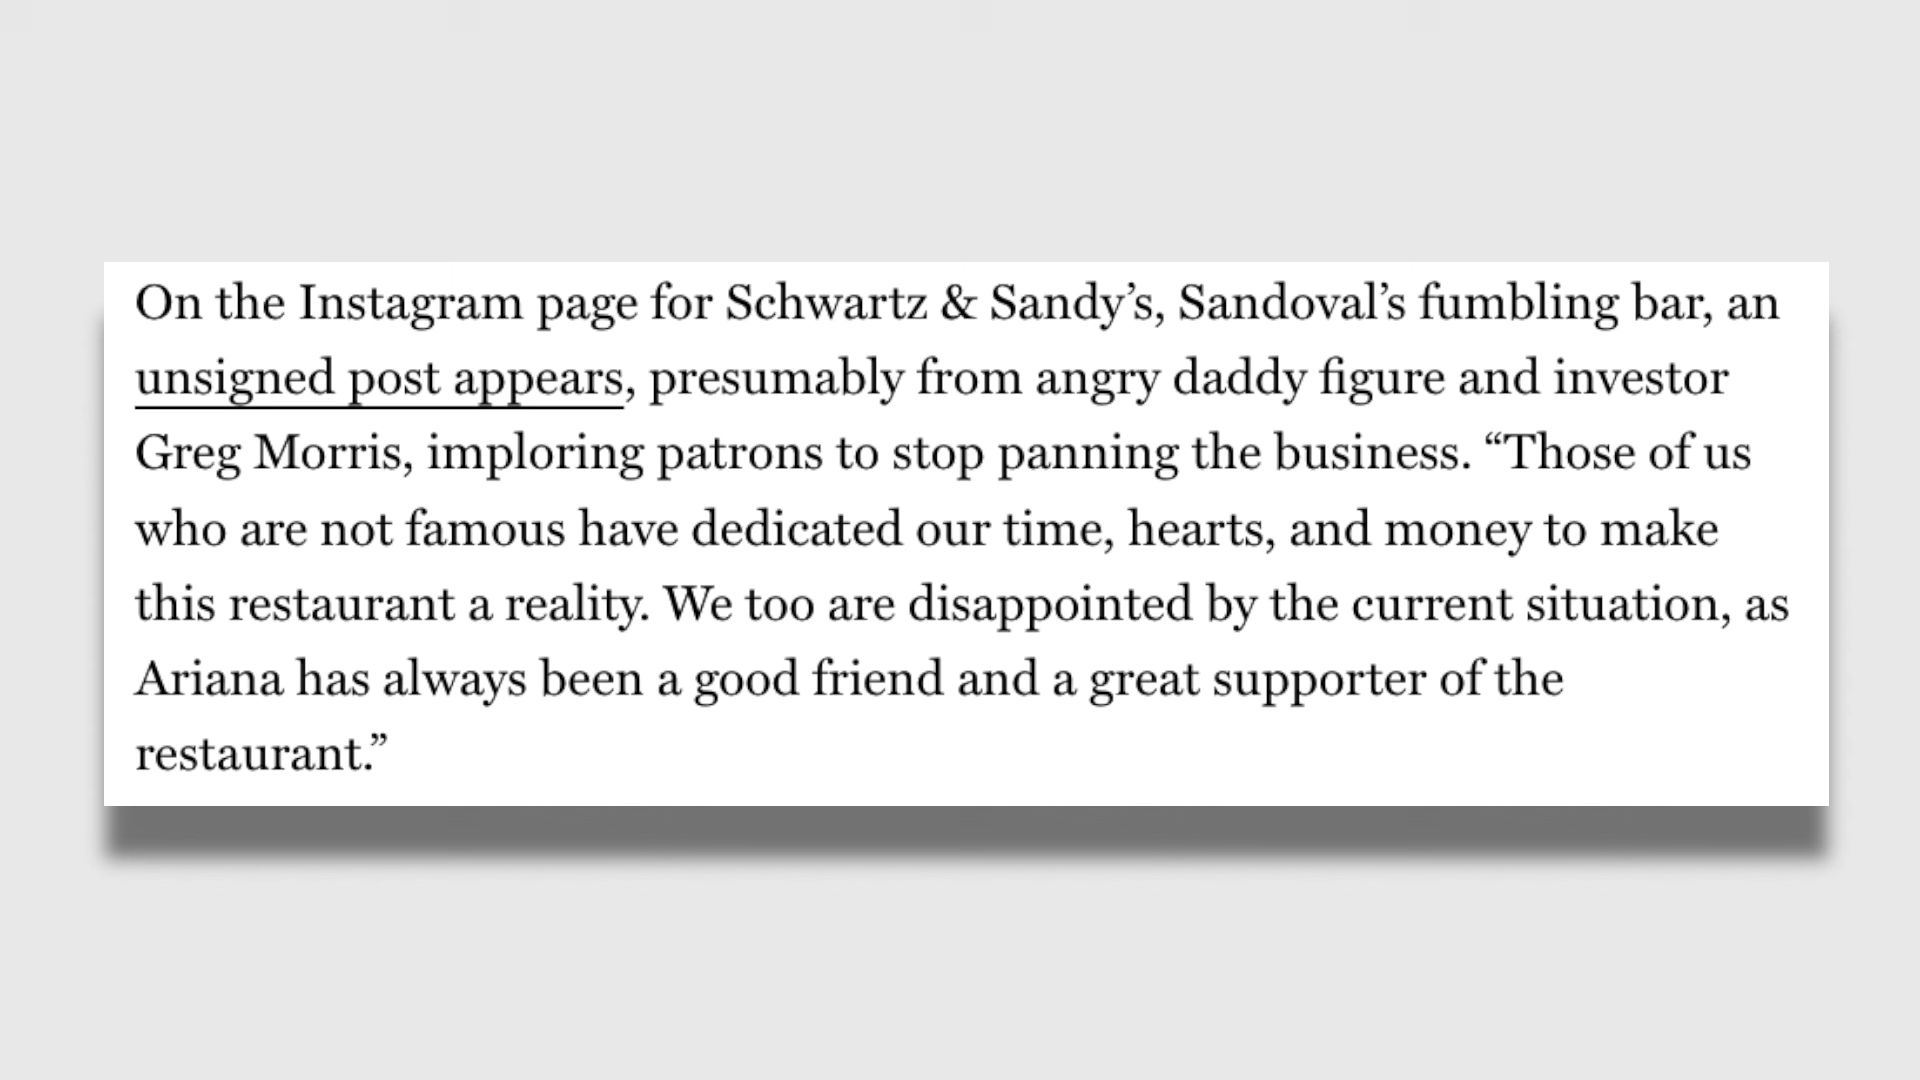 On the Instagram page for Schwartz & Sandy’s, Sandoval’s fumbling bar, an
unsigned post appears, presumably from angry daddy figure and investor
Greg Morris, imploring patrons to stop panning the business. “Those of us
who are not famous have dedicated our time, hearts, and money to make
this restaurant a reality. We too are disappointed by the current situation, as
Ariana has always been a good friend and a great supporter of the
restaurant.”